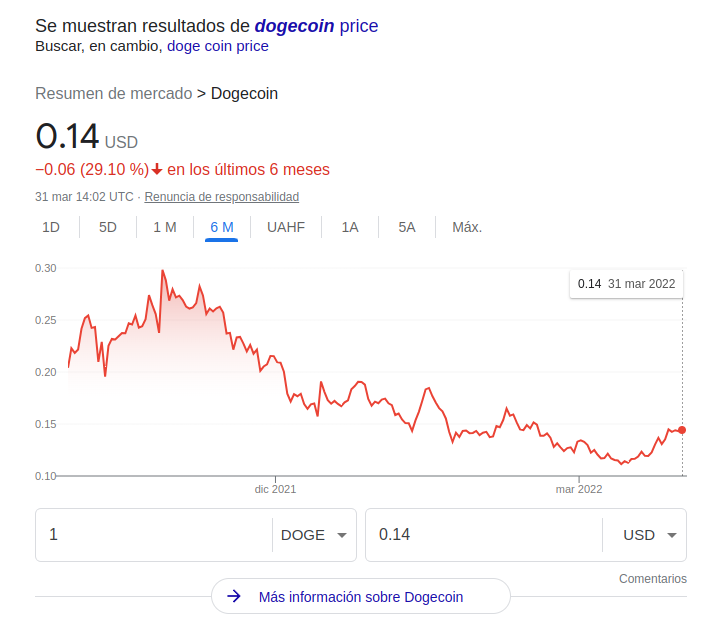 Se muestran resultados de dogecoin price
Buscar, en cambio, doge coin price
Resumen de mercado > Dogecoin
0.14 USD
−0.06 (29.10 %) en los últimos 6 meses
31 mar 14:02 UTC · Renuncia de responsabilidad
1D 5D 1 M 6 M UAHF 1A 5A Máx.
0.30
0.14 31 mar 2022
0.25
0.20
0.15
0.10
dic 2021 mar 2022
1 DOGE 0.14 USD
Comentarios
Más información sobre Dogecoin